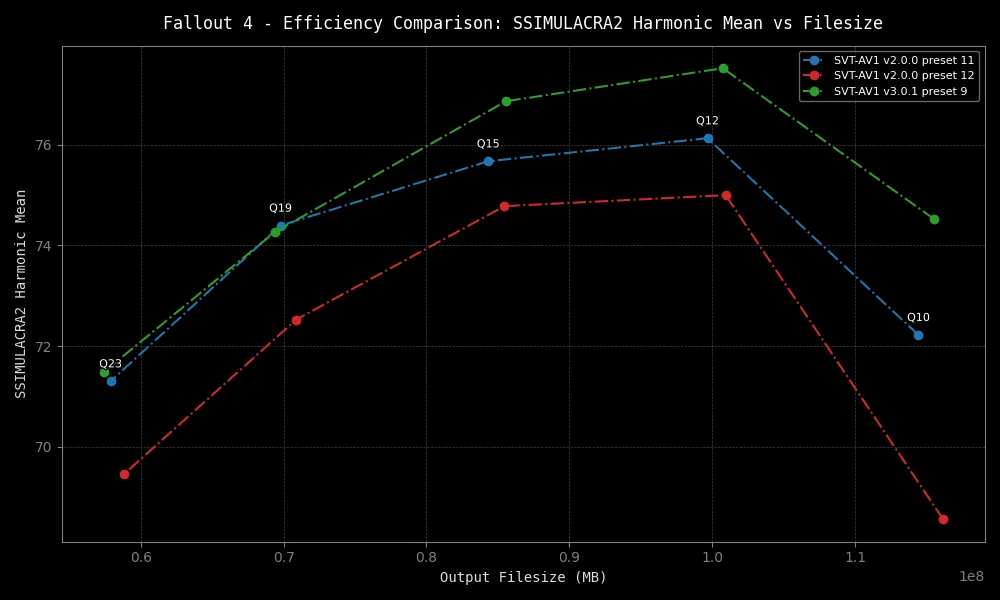 Fallout 4 - Efficiency Comparison: SSIMULACRA2 Harmonic Mean vs Filesize
SVT-AV1 v2.0.0 preset 11
SVT-AV1 v2.0.0 preset 12
SVT-AV1 v3.0.1 preset 9
SSIMULACRA2 Harmonic Mean
76
74
72
70
Q12
Q15
Q19
Q10
Q23
0.6
0.7
0.8
0.9
1.0
1.1
1e8
Output Filesize (MB)